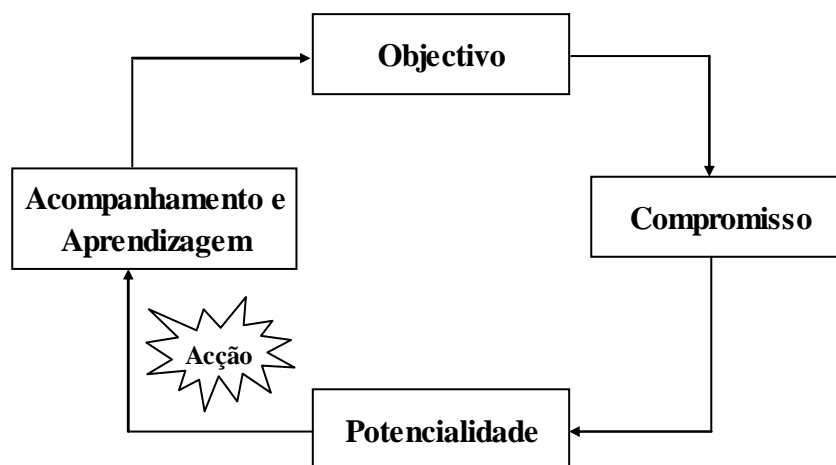 Objectivo
Acompanhamento e
Aprendizagem
Compromisso
Acção
Potencialidade